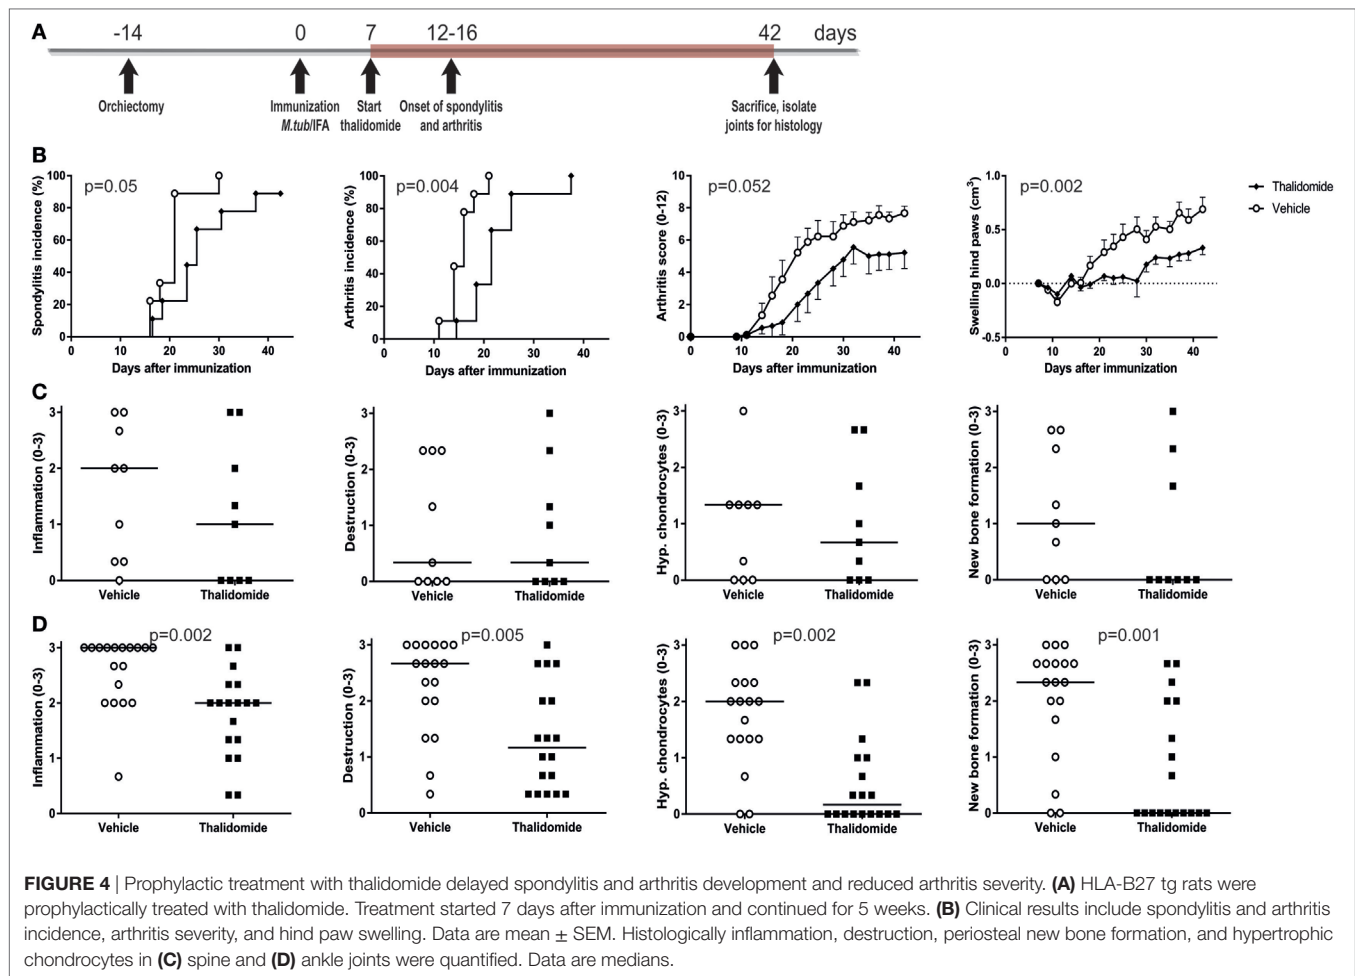 A
-14 0 7 12-16 42 days
Orchiectomy
Immunization
M.tub/IFA
Start
thalidomide
Onset of spondylitis
and arthritis
Sacrifice, isolate
joints for histology
B
Spondylitis incidence (%)
p=0.05
100
80
60
40
20
0
0 10 20 30 40
Days after immunization
Arthritis incidence (%)
p=0.004
100
80
60
40
20
0
0 10 20 30 40
Days after immunization
Arthritis score (0-12)
p=0.052
10
8
6
4
2
0
0 10 20 30 40
Days after immunization
Swelling hind paws (cm3)
p=0.002
1.0
0.5
0.0
-0.5
0 10 20 30 40
Days after immunization
Thalidomide
Vehicle
C
Inflammation (0-3)
3
2
1
0
Vehicle Thalidomide
Destruction (0-3)
3
2
1
0
Vehicle Thalidomide
Hyp. chondrocytes (0-3)
3
2
1
0
Vehicle Thalidomide
New bone formation (0-3)
3
2
1
0
Vehicle Thalidomide
D
Inflammation (0-3)
p=0.002
3
2
1
0
Vehicle Thalidomide
Destruction (0-3)
p=0.005
3
2
1
0
Vehicle Thalidomide
Hyp. chondrocytes (0-3)
p=0.002
3
2
1
0
Vehicle Thalidomide
New bone formation (0-3)
p=0.001
3
2
1
0
Vehicle Thalidomide
FIGURE 4 | Prophylactic treatment with thalidomide delayed spondylitis and arthritis development and reduced arthritis severity. (A) HLA-B27 tg rats were
prophylactically treated with thalidomide. Treatment started 7 days after immunization and continued for 5 weeks. (B) Clinical results include spondylitis and arthritis
incidence, arthritis severity, and hind paw swelling. Data are mean ± SEM. Histologically inflammation, destruction, periosteal new bone formation, and hypertrophic
chondrocytes in (C) spine and (D) ankle joints were quantified. Data are medians.